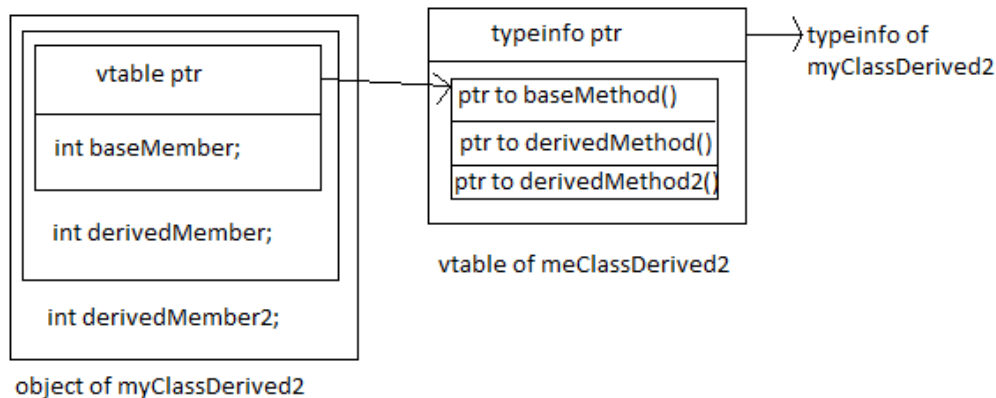 vtable ptr
int baseMember;
int derivedMember;
int derivedMember2;
object of myClassDerived2
typeinfo ptr
ptr to baseMethod()
ptr to derivedMethod()
ptr to derivedMethod2()
vtable of meClassDerived2
typeinfo of
myClassDerived2